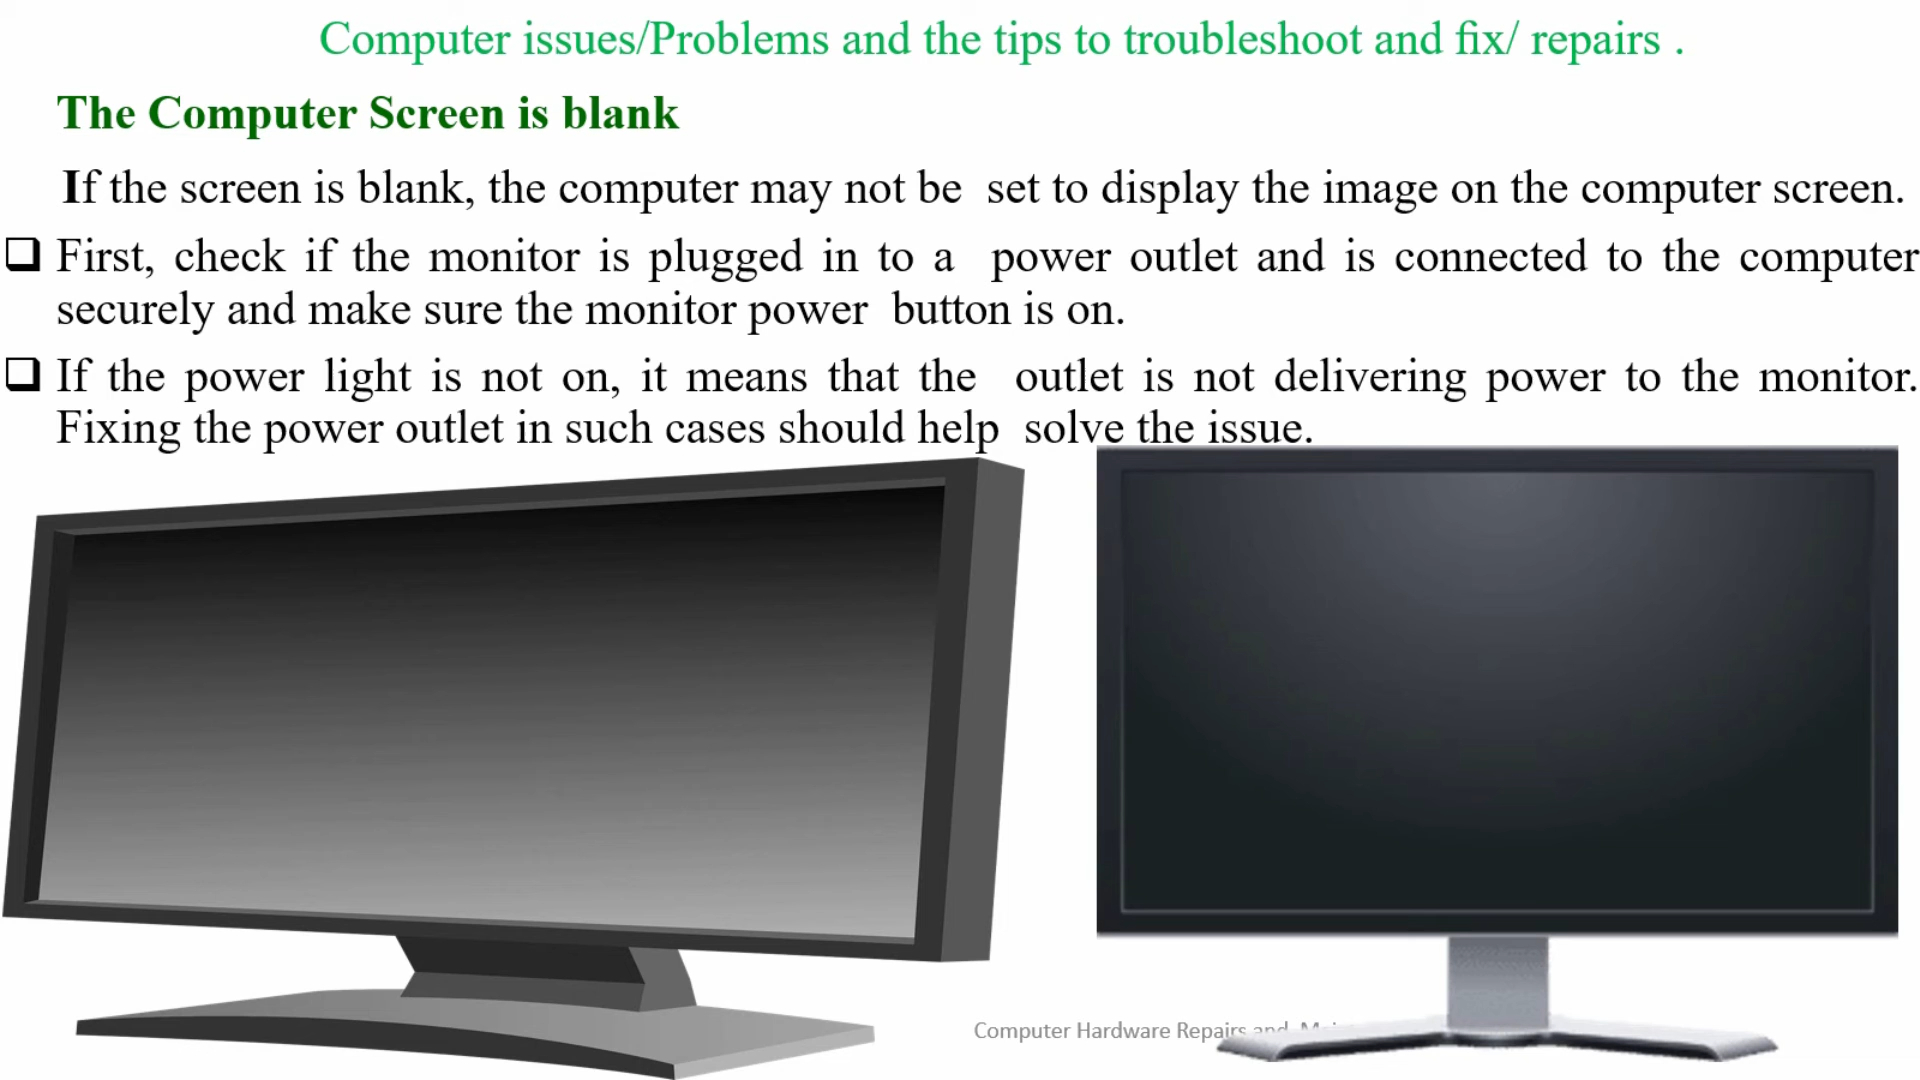 Computer issues/Problems and the tips to troubleshoot and fix/ repairs .
The Computer Screen is blank
If the screen is blank, the computer may not be set to display the image on the computer screen.
❑ First, check if the monitor is plugged in to a power outlet and is connected to the computer
securely and make sure the monitor power button is on.
❑ If the power light is not on, it means that the outlet is not delivering power to the monitor.
Fixing the power outlet in such cases should help solve the issue.
Computer Hardware Repairs and